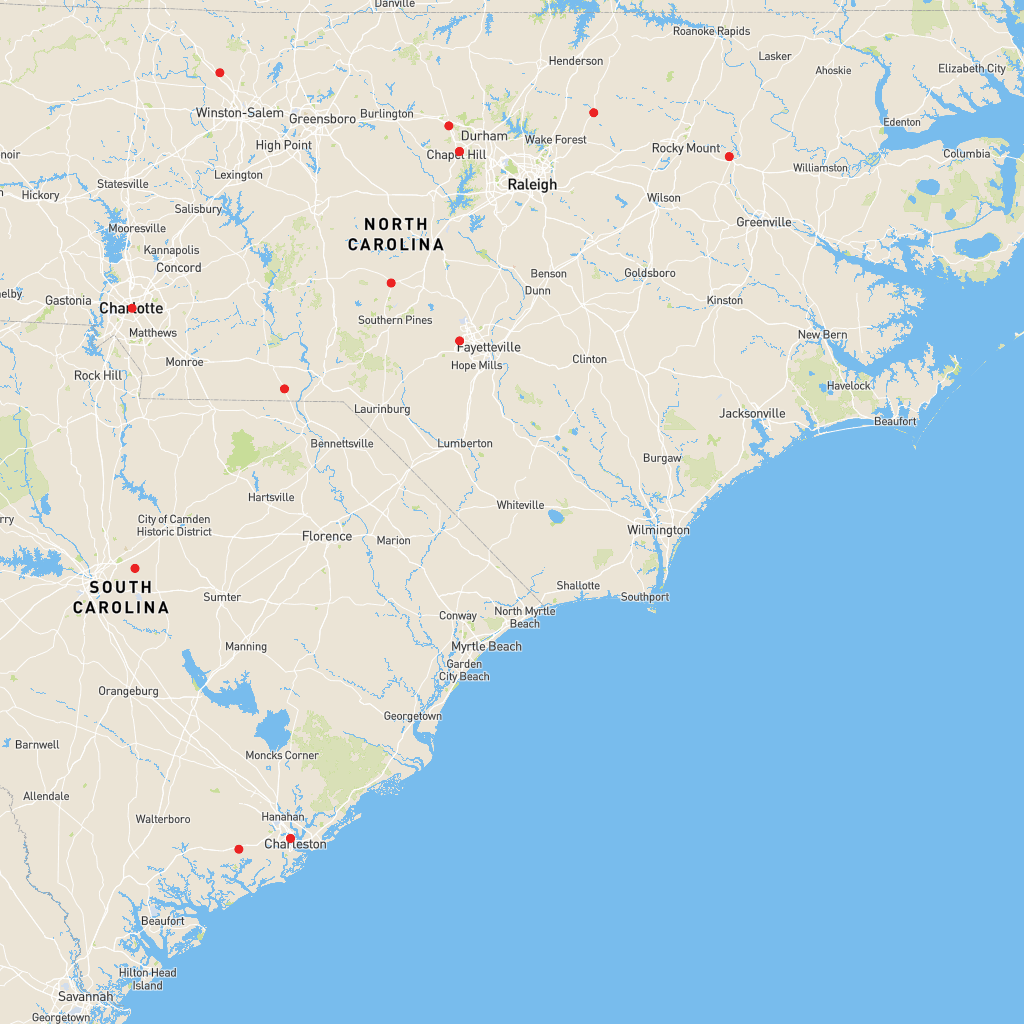 Danville
Roanoke Rapids
Lasker
Henderson
Ahoskie
Elizabeth City
Winston-Salem
Burlington
Greensboro
Edenton
Durham
Wake Forest
High Point
Rocky Mount
noir
Chapel Hill
Columbia
Lexington
Williamston
Statesville
Raleigh
Hickory
Wilson
Salisbury
Mooresville
NORTH
CAROLINA
Greenville
Kannapolis
Concord
Benson
Goldsboro
elby
Gastonia
Dunn
Kinston
Charlotte
Southern Pines
Matthews
New Bern
Fayetteville
Monroe
Hope Mills
Clinton
Rock Hill
Havelock
Laurinburg
Jacksonville
Beaufort
Bennettsville
Lumberton
Burgaw
Hartsville
Whiteville
rry
City of Camden
Historic District
Florence
Marion
Wilmington
SOUTH
CAROLINA
Shallotte
Sumter
Southport
Conway
North Myrtle
Beach
Manning
Myrtle Beach
Garden
City Beach
Orangeburg
Georgetown
Barnwell
Moncks Corner
Allendale
Walterboro
Hanahan
Charleston
Beaufort
Hilton Head
Island
Savannah
Georgetown